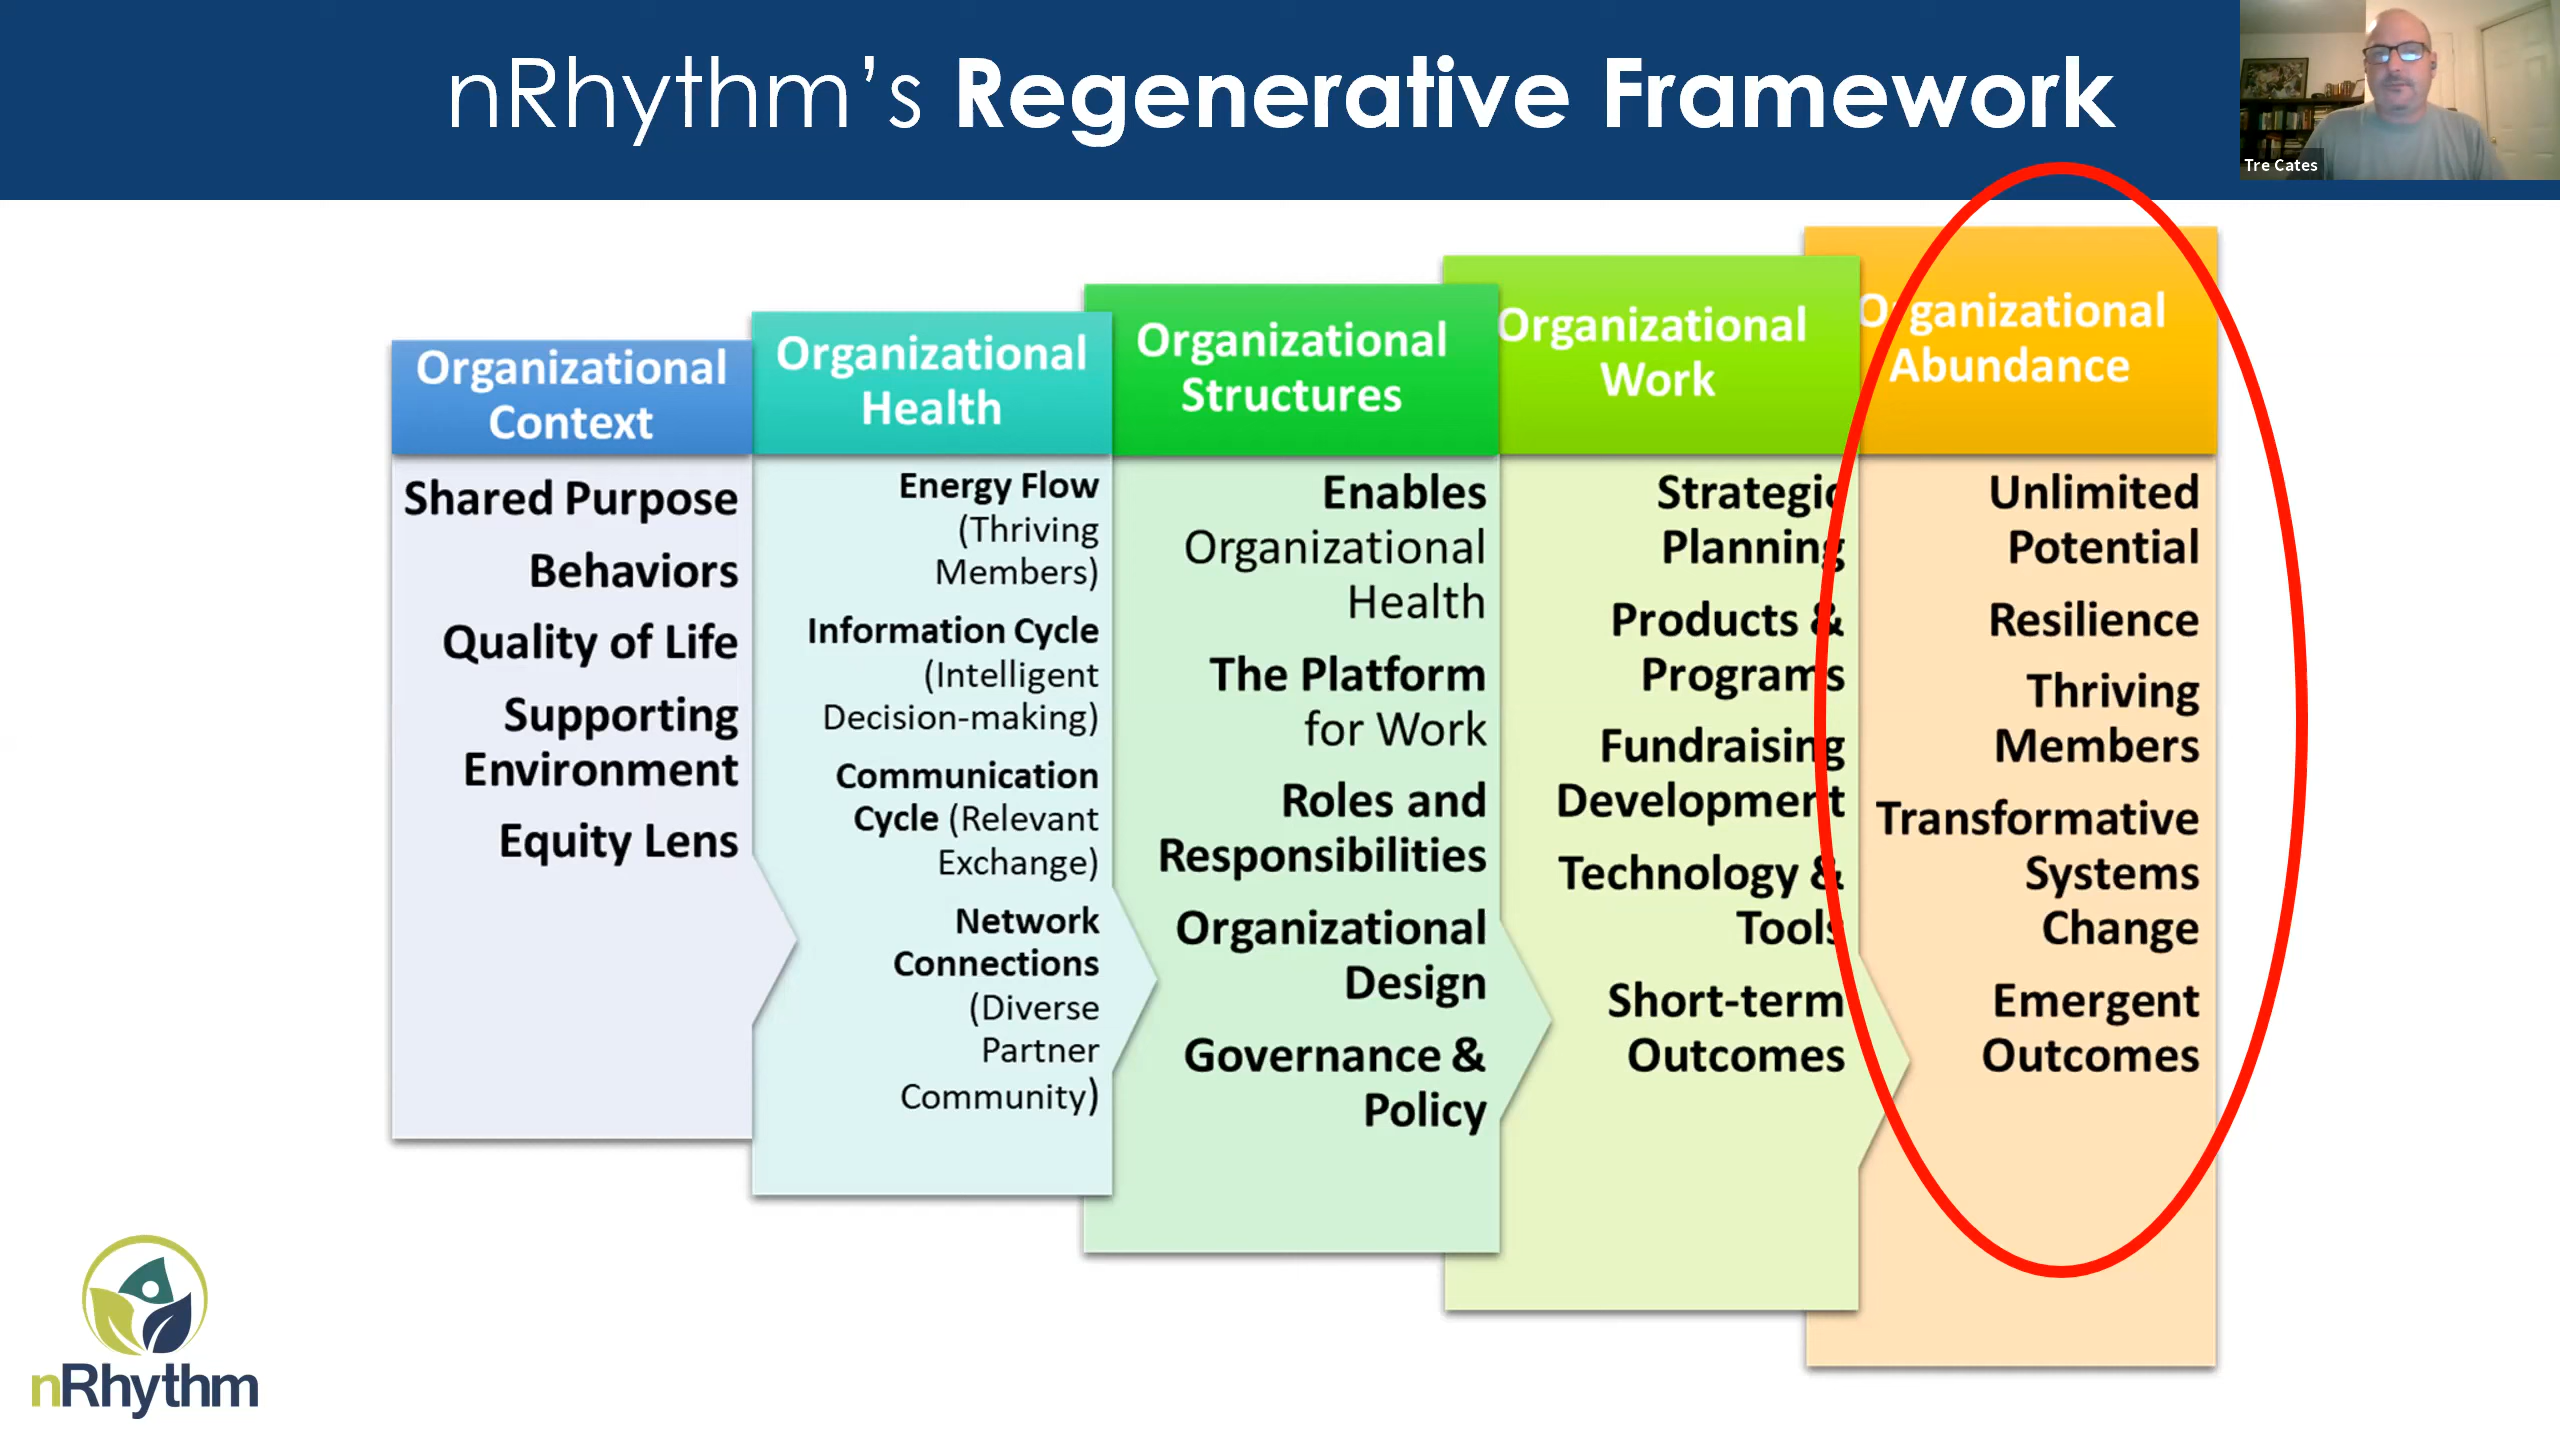 nRhythm’s Regenerative Framework
Tre Cates
Organizational
Context
Shared Purpose
Behaviors
Quality of Life
Supporting
Environment
Equity Lens
Organizational
Health
Energy Flow
(Thriving
Members)
Information Cycle
(Intelligent
Decision-making)
Communication
Cycle (Relevant
Exchange)
Network
Connections
(Diverse
Partner
Community)
Organizational
Structures
Enables
Organizational
Health
The Platform
for Work
Roles and
Responsibilities
Organizational
Design
Governance &
Policy
Organizational
Work
Strategic
Planning
Products &
Programs
Fundraising
Development
Technology &
Tools
Short-term
Outcomes
Organizational
Abundance
Unlimited
Potential
Resilience
Thriving
Members
Transformative
Systems
Change
Emergent
Outcomes
nRhythm